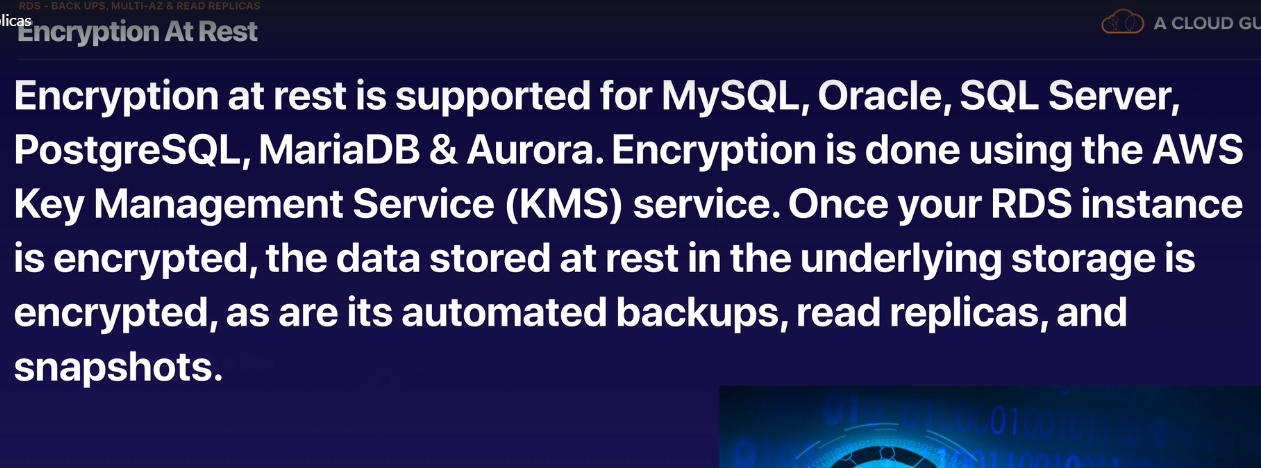 RDS - BACK UPS, MULTI-AZ & READ REPLICAS
licas
Encryption At Rest
A CLOUD GU
Encryption at rest is supported for MySQL, Oracle, SQL Server,
PostgreSQL, MariaDB & Aurora. Encryption is done using the AWS
Key Management Service (KMS) service. Once your RDS instance
is encrypted, the data stored at rest in the underlying storage is
encrypted, as are its automated backups, read replicas, and
snapshots.